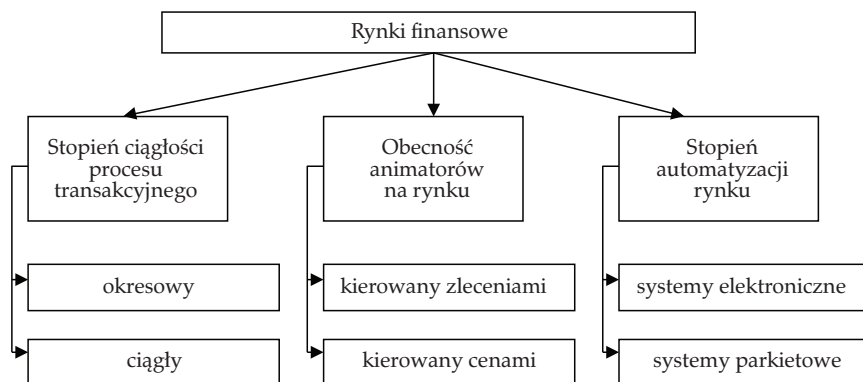 Rynki finansowe
Stopień ciągłości
procesu
transakcyjnego
Obecność
animatorów
na rynku
Stopień
automatyzacji
rynku
okresowy
kierowany zleceniami
systemy elektroniczne
ciągły
kierowany cenami
systemy parkietowe